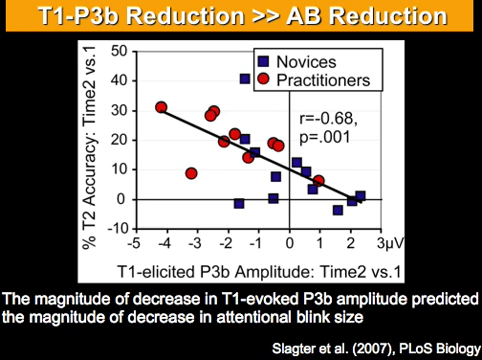 T1-P3b Reduction >> AB Reduction
% T2 Accuracy: Time2 vs.1
50
40
30
20
10
0
-10
Novices
Practitioners
r=-0.68,
p=.001
-5 -4 -3 -2 -1 0 1 2 3µV
T1-elicited P3b Amplitude: Time2 vs.1
The magnitude of decrease in T1-evoked P3b amplitude predicted
the magnitude of decrease in attentional blink size
Slagter et al. (2007), PLoS Biology